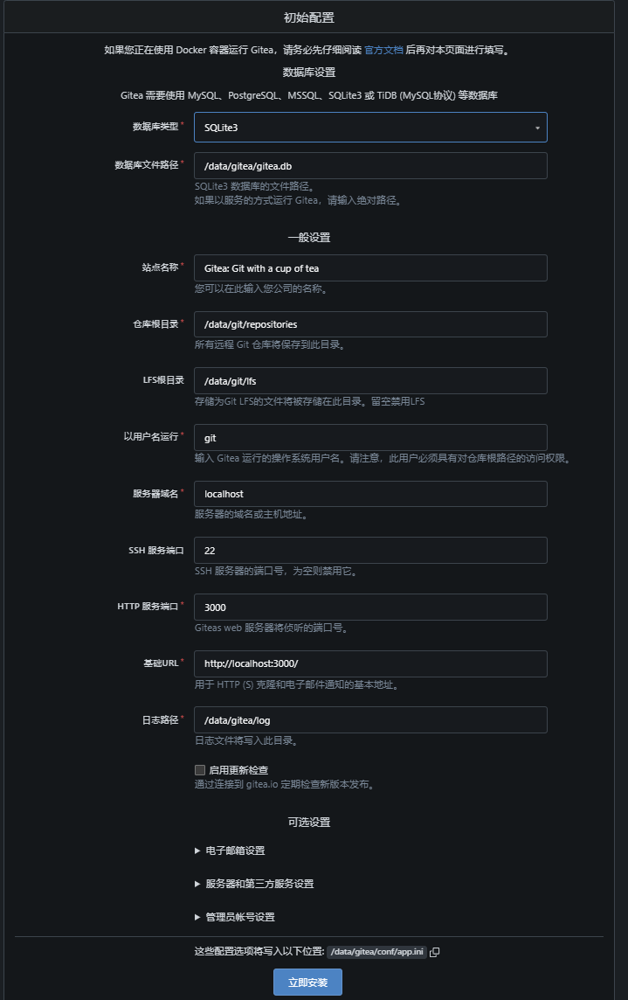 初始配置
如果您正在使用 Docker 容器运行 Gitea，请务必先仔细阅读 官方文档 后再对本页面进行填写。
数据库设置
Gitea 需要使用 MySQL、PostgreSQL、MSSQL、SQLite3 或 TiDB (MySQL协议) 等数据库
数据库类型* SQLite3
数据库文件路径* /data/gitea/gitea.db
SQLite3 数据库的文件路径。
如果以服务的方式运行 Gitea，请输入绝对路径。
一般设置
站点名称* Gitea: Git with a cup of tea
您可以在此输入您公司的名称。
仓库根目录* /data/git/repositories
所有远程 Git 仓库将保存到此目录。
LFS根目录 /data/git/lfs
存储为Git LFS的文件将被存储在此目录。留空禁用LFS
以用户名运行* git
输入 Gitea 运行的操作系统用户名。请注意，此用户必须具有对仓库根路径的访问权限。
服务器域名* localhost
服务器的域名或主机地址。
SSH 服务端口 22
SSH 服务器的端口号，为空则禁用它。
HTTP 服务端口* 3000
Giteas web 服务器将侦听的端口号。
基础URL* http://localhost:3000/
用于 HTTP (S) 克隆和电子邮件通知的基本地址。
日志路径* /data/gitea/log
日志文件将写入此目录。
启用更新检查
通过连接到 gitea.io 定期检查新版本发布。
可选设置
电子邮箱设置
服务器和第三方服务设置
管理员帐号设置
这些配置选项将写入以下位置: /data/gitea/conf/app.ini
立即安装